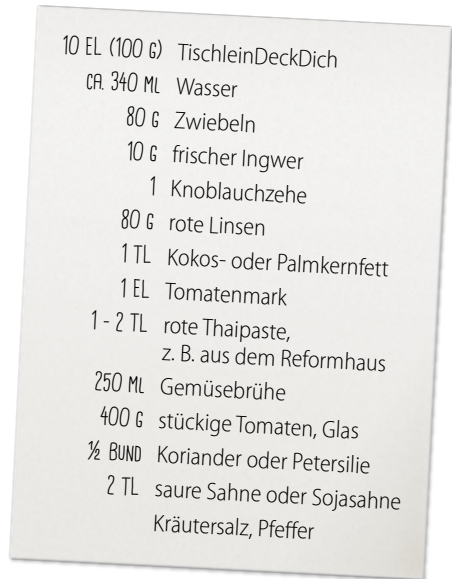 10 EL (100 G) TischleinDeckDich
CA. 340 ML Wasser
80 G Zwiebeln
10 G frischer Ingwer
1 Knoblauchzehe
80 G rote Linsen
1 TL Kokos- oder Palmkernfett
1 EL Tomatenmark
1 - 2 TL rote Thaipaste,
z. B. aus dem Reformhaus
250 ML Gemüsebrühe
400 G stückige Tomaten, Glas
½ BUND Koriander oder Petersilie
2 TL saure Sahne oder Sojasahne
Kräutersalz, Pfeffer